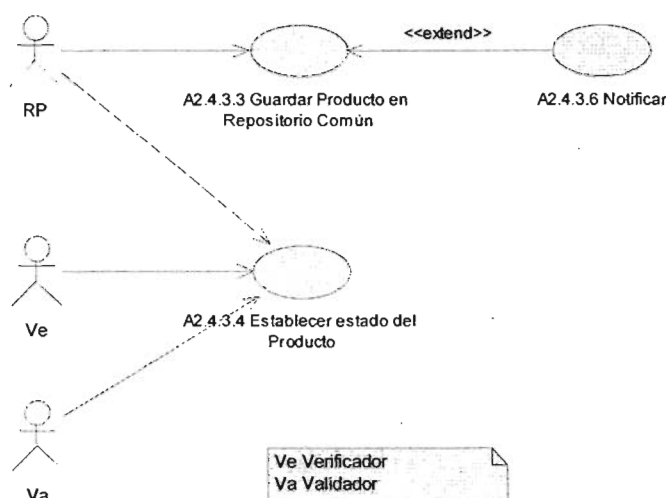 <<extend>>
RP
A2.4.3.3 Guardar Producto en
Repositorio Común
A2.4.3.6 Notificar
Ve
A2.4.3.4 Establecer estado del
Producto
Va
Ve Verificador
Va Validador